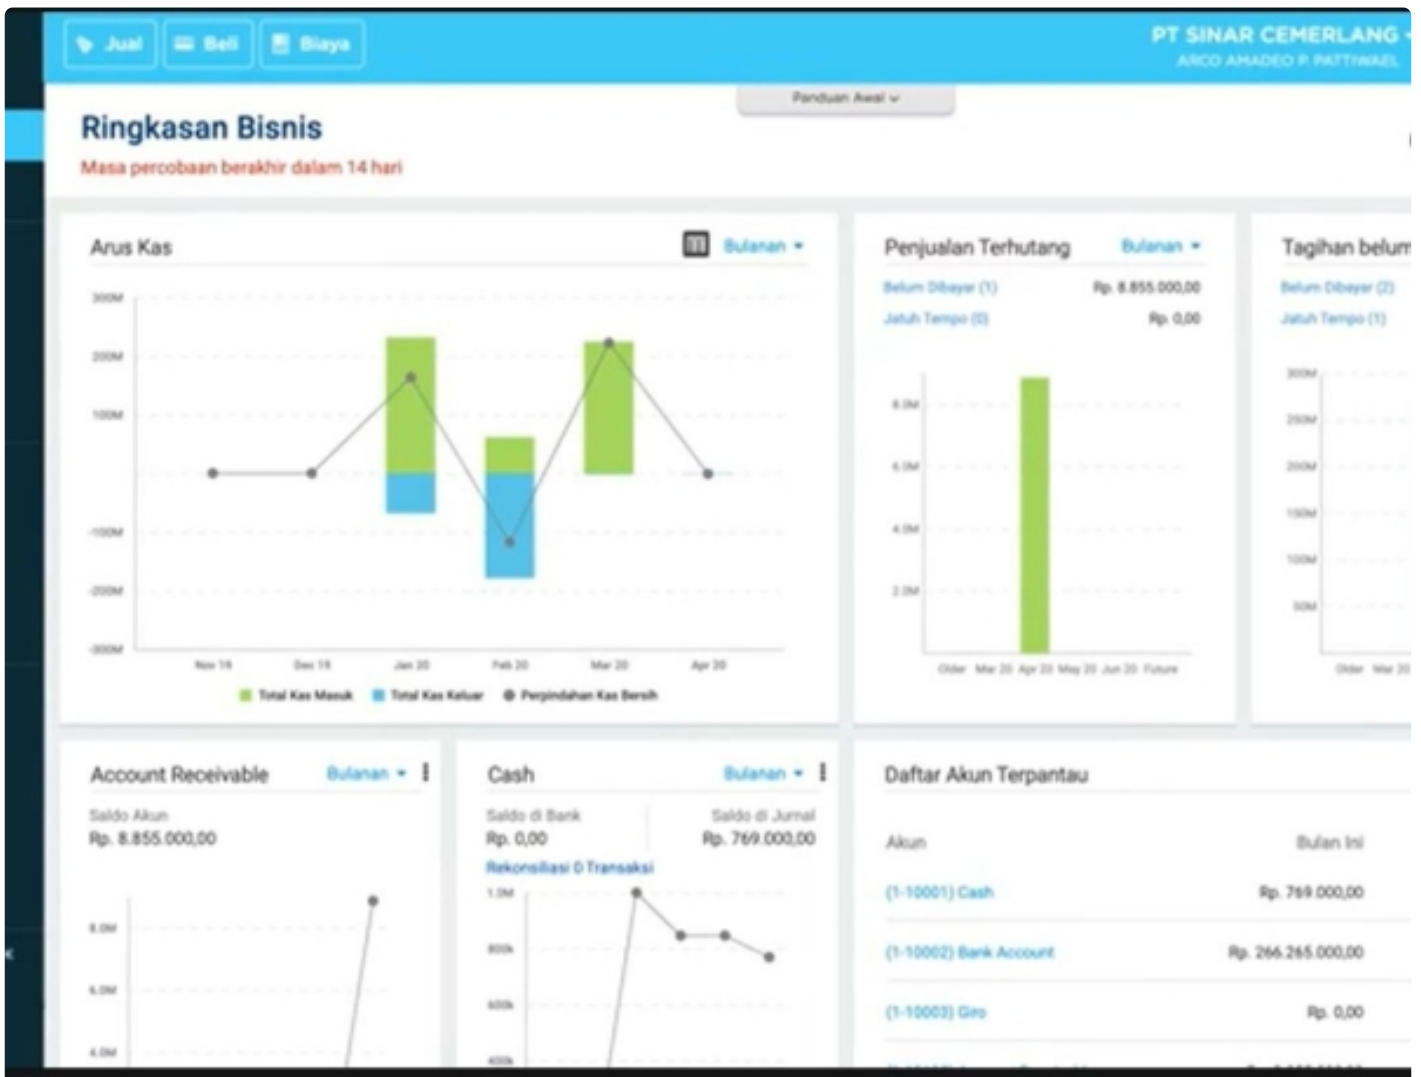 Jual Beli Biaya
PT SINAR CEMERLANG
ARCO AMADEO P. PATTIWAEL
Panduan Awal
Ringkasan Bisnis
Masa percobaan berakhir dalam 14 hari
Arus Kas Bulanan
300M
200M
100M
-100M
-200M
-300M
Nov 19 Dec 19 Jan 20 Feb 20 Mar 20 Apr 20
Total Kas Masuk Total Kas Keluar Perpindahan Kas Bersih
Penjualan Terhutang Bulanan
Belum Dibayar (1) Rp. 8.855.000,00
Jatuh Tempo (0) Rp. 0,00
8.0M
6.0M
4.0M
2.0M
Older Mar 20 Apr 20 May 20 Jun 20 Future
Tagihan belum
Belum Dibayar (2)
Jatuh Tempo (1)
300M
250M
200M
150M
100M
50M
Older Mar 20
Account Receivable Bulanan
Saldo Akun
Rp. 8.855.000,00
8.0M
6.0M
4.0M
Cash Bulanan
Saldo di Bank Saldo di Jurnal
Rp. 0,00 Rp. 769.000,00
Rekonsiliasi 0 Transaksi
1.0M
800k
600k
400k
Daftar Akun Terpantau
Akun Bulan Ini
(1-10001) Cash Rp. 769.000,00
(1-10002) Bank Account Rp. 266.265.000,00
(1-10003) Giro Rp. 0,00